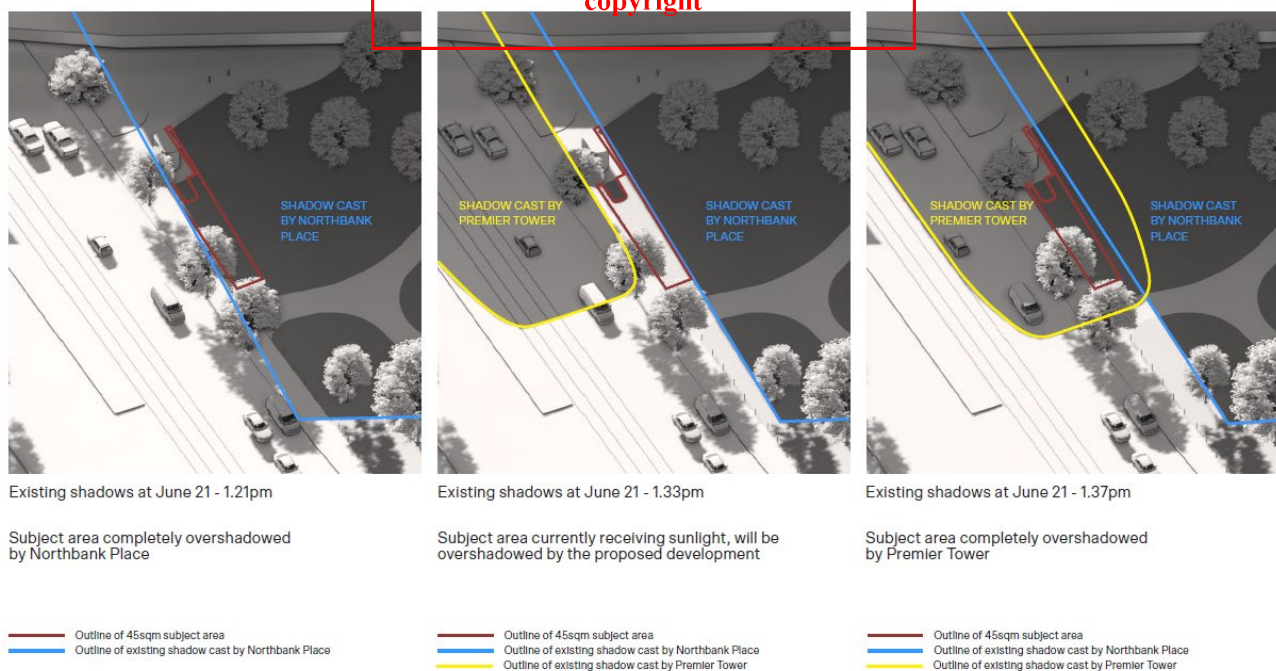 copyright
SHADOW CAST
BY NORTHBANK
PLACE
SHADOW CAST BY
PREMIER TOWER
SHADOW CAST
BY NORTHBANK
PLACE
SHADOW CAST BY
PREMIER TOWER
SHADOW CAST
BY NORTHBANK
PLACE
Existing shadows at June 21 - 1.21pm
Subject area completely overshadowed
by Northbank Place
Outline of 45sqm subject area
Outline of existing shadow cast by Northbank Place
Existing shadows at June 21 - 1.33pm
Subject area currently receiving sunlight, will be
overshadowed by the proposed development
Outline of 45sqm subject area
Outline of existing shadow cast by Northbank Place
Outline of existing shadow cast by Premier Tower
Existing shadows at June 21 - 1.37pm
Subject area completely overshadowed
by Premier Tower
Outline of 45sqm subject area
Outline of existing shadow cast by Northbank Place
Outline of existing shadow cast by Premier Tower